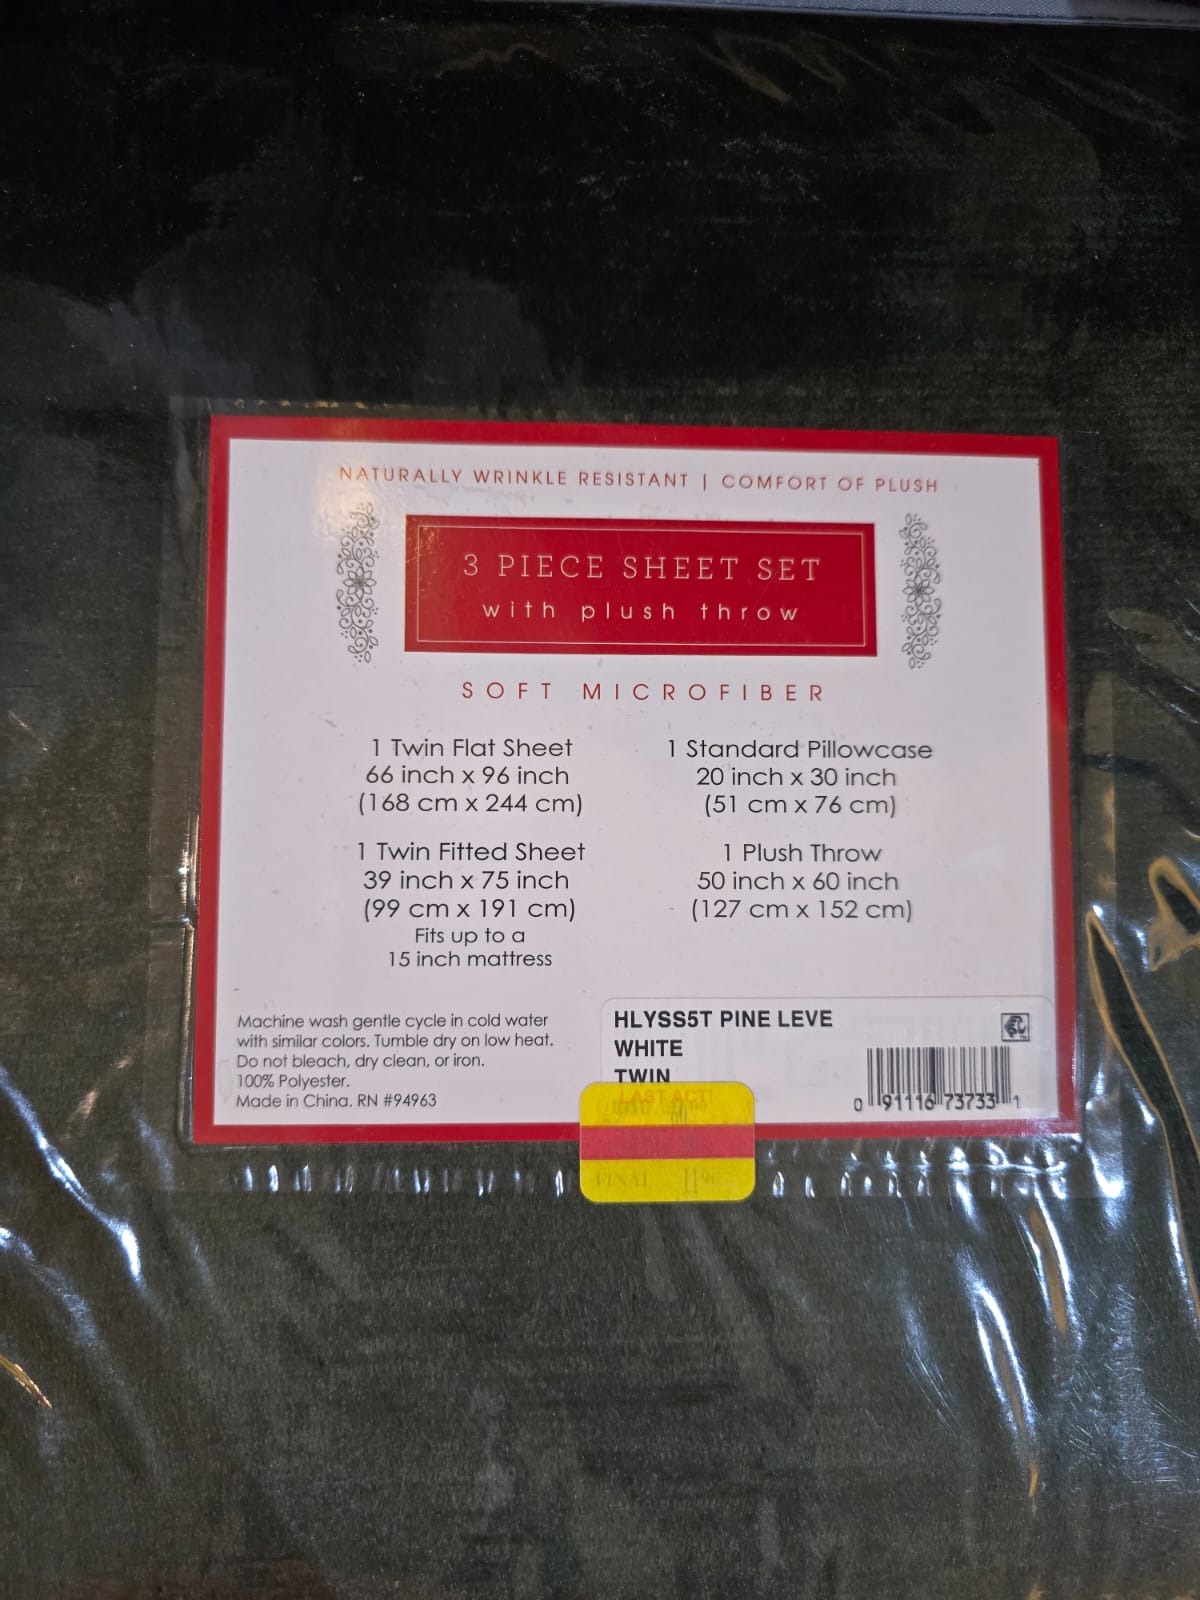 NATURALLY WRINKLE RESISTANT | COMFORT OF PLUSH
3 PIECE SHEET SET
with plush throw
SOFT MICROFIBER
1 Twin Flat Sheet
66 inch x 96 inch
(168 cm x 244 cm)
1 Twin Fitted Sheet
39 inch x 75 inch
(99 cm x 191 cm)
Fits up to a
15 inch mattress
1 Standard Pillowcase
20 inch x 30 inch
(51 cm x 76 cm)
1 Plush Throw
50 inch x 60 inch
(127 cm x 152 cm)
Machine wash gentle cycle in cold water
with similar colors. Tumble dry on low heat.
Do not bleach, dry clean, or iron.
100% Polyester.
Made in China. RN #94963
HLYSS5T PINE LEVE
WHITE
TWIN
0 91116 73733 1
LAST ACT!
FINAL 11.96